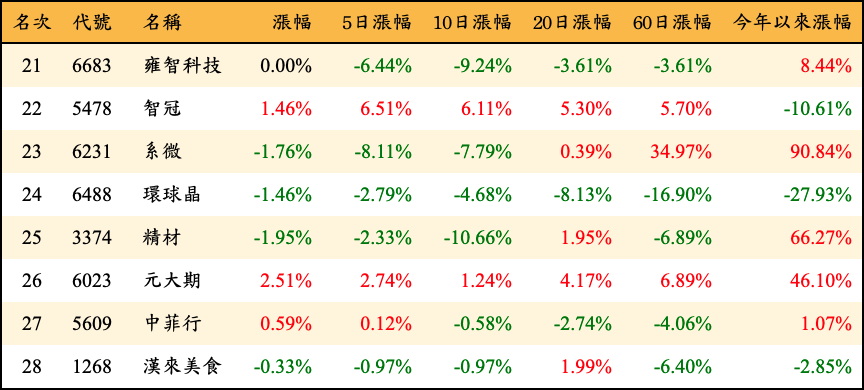 名次 代號 名稱 漲幅 5日漲幅 10日漲幅 20日漲幅 60日漲幅 今年以來漲幅
21 6683 雍智科技 0.00% -6.44% -9.24% -3.61% -3.61% 8.44%
22 5478 智冠 1.46% 6.51% 6.11% 5.30% 5.70% -10.61%
23 6231 系微 -1.76% -8.11% -7.79% 0.39% 34.97% 90.84%
24 6488 環球晶 -1.46% -2.79% -4.68% -8.13% -16.90% -27.93%
25 3374 精材 -1.95% -2.33% -10.66% 1.95% -6.89% 66.27%
26 6023 元大期 2.51% 2.74% 1.24% 4.17% 6.89% 46.10%
27 5609 中菲行 0.59% 0.12% -0.58% -2.74% -4.06% 1.07%
28 1268 漢來美食 -0.33% -0.97% -0.97% 1.99% -6.40% -2.85%